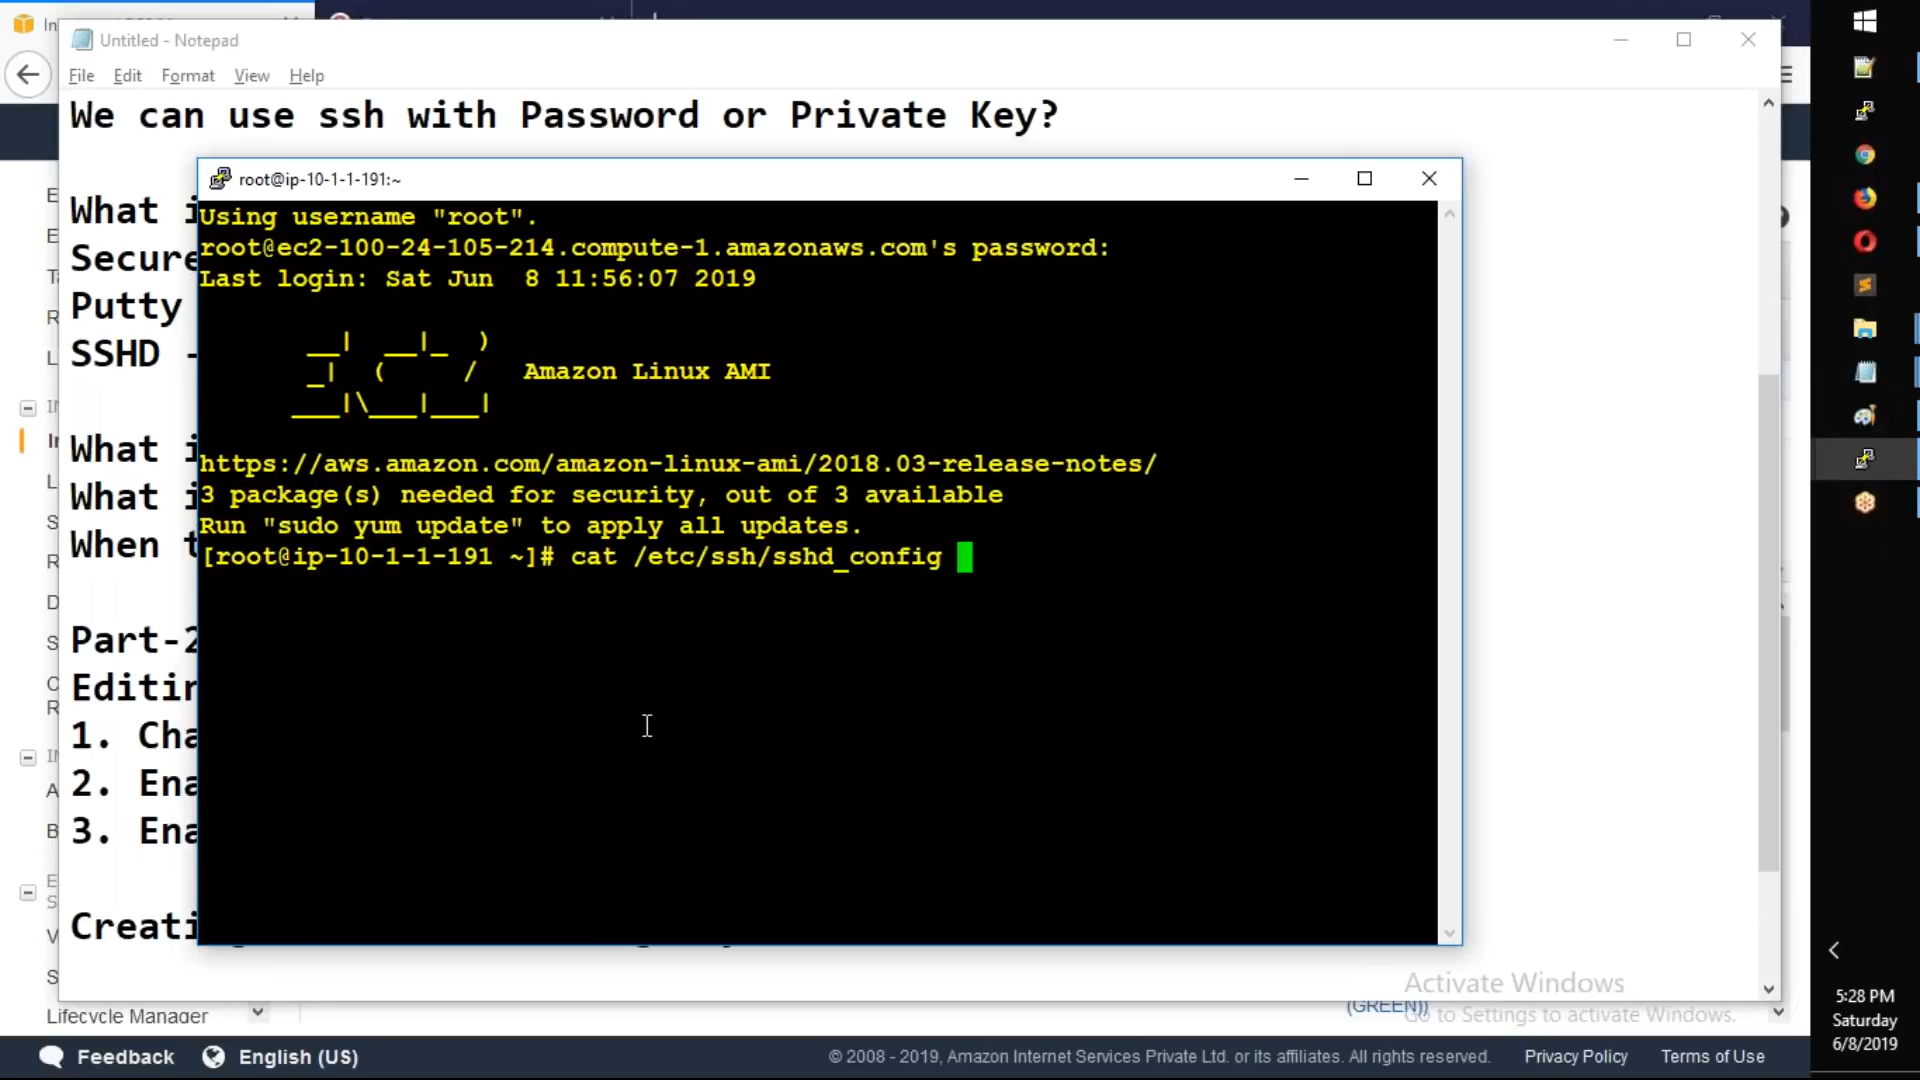 Untitled - Notepad
File Edit Format View Help
We can use ssh with Password or Private Key?
What i
Secure
Putty
SSHD -
What i
What i
When t
Part-2
Editin
1. Cha
2. Ena
3. Ena
Creati
root@ip-10-1-1-191:~
Using username "root".
root@ec2-100-24-105-214.compute-1.amazonaws.com's password:
Last login: Sat Jun  8 11:56:07 2019
__|  __|_  )
_|  (     /   Amazon Linux AMI
___|\___|___|
https://aws.amazon.com/amazon-linux-ami/2018.03-release-notes/
3 package(s) needed for security, out of 3 available
Run "sudo yum update" to apply all updates.
[root@ip-10-1-1-191 ~]# cat /etc/ssh/sshd_config
Lifecycle Manager
(GREEN))
Activate Windows
Go to Settings to activate Windows.
Feedback English (US)
© 2008 - 2019, Amazon Internet Services Private Ltd. or its affiliates. All rights reserved. Privacy Policy Terms of Use
5:28 PM
Saturday
6/8/2019